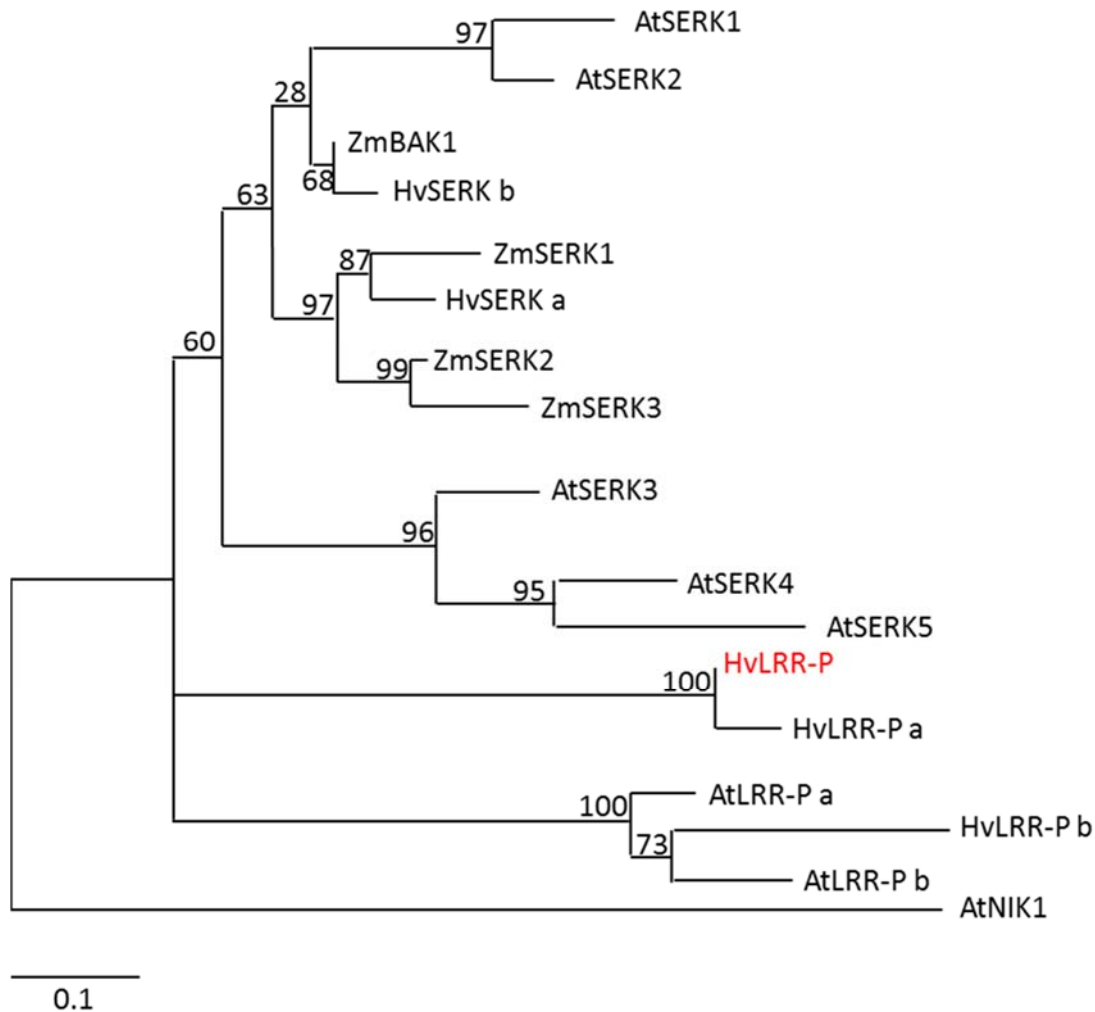 97
AtSERK1
AtSERK2
28
ZmBAK1
68
HvSERK b
63
87
ZmSERK1
HvSERK a
97
ZmSERK2
99
ZmSERK3
60
AtSERK3
96
AtSERK4
95
AtSERK5
HvLRR-P
100
HvLRR-P a
AtLRR-P a
100
HvLRR-P b
73
AtLRR-P b
AtNIK1
0.1